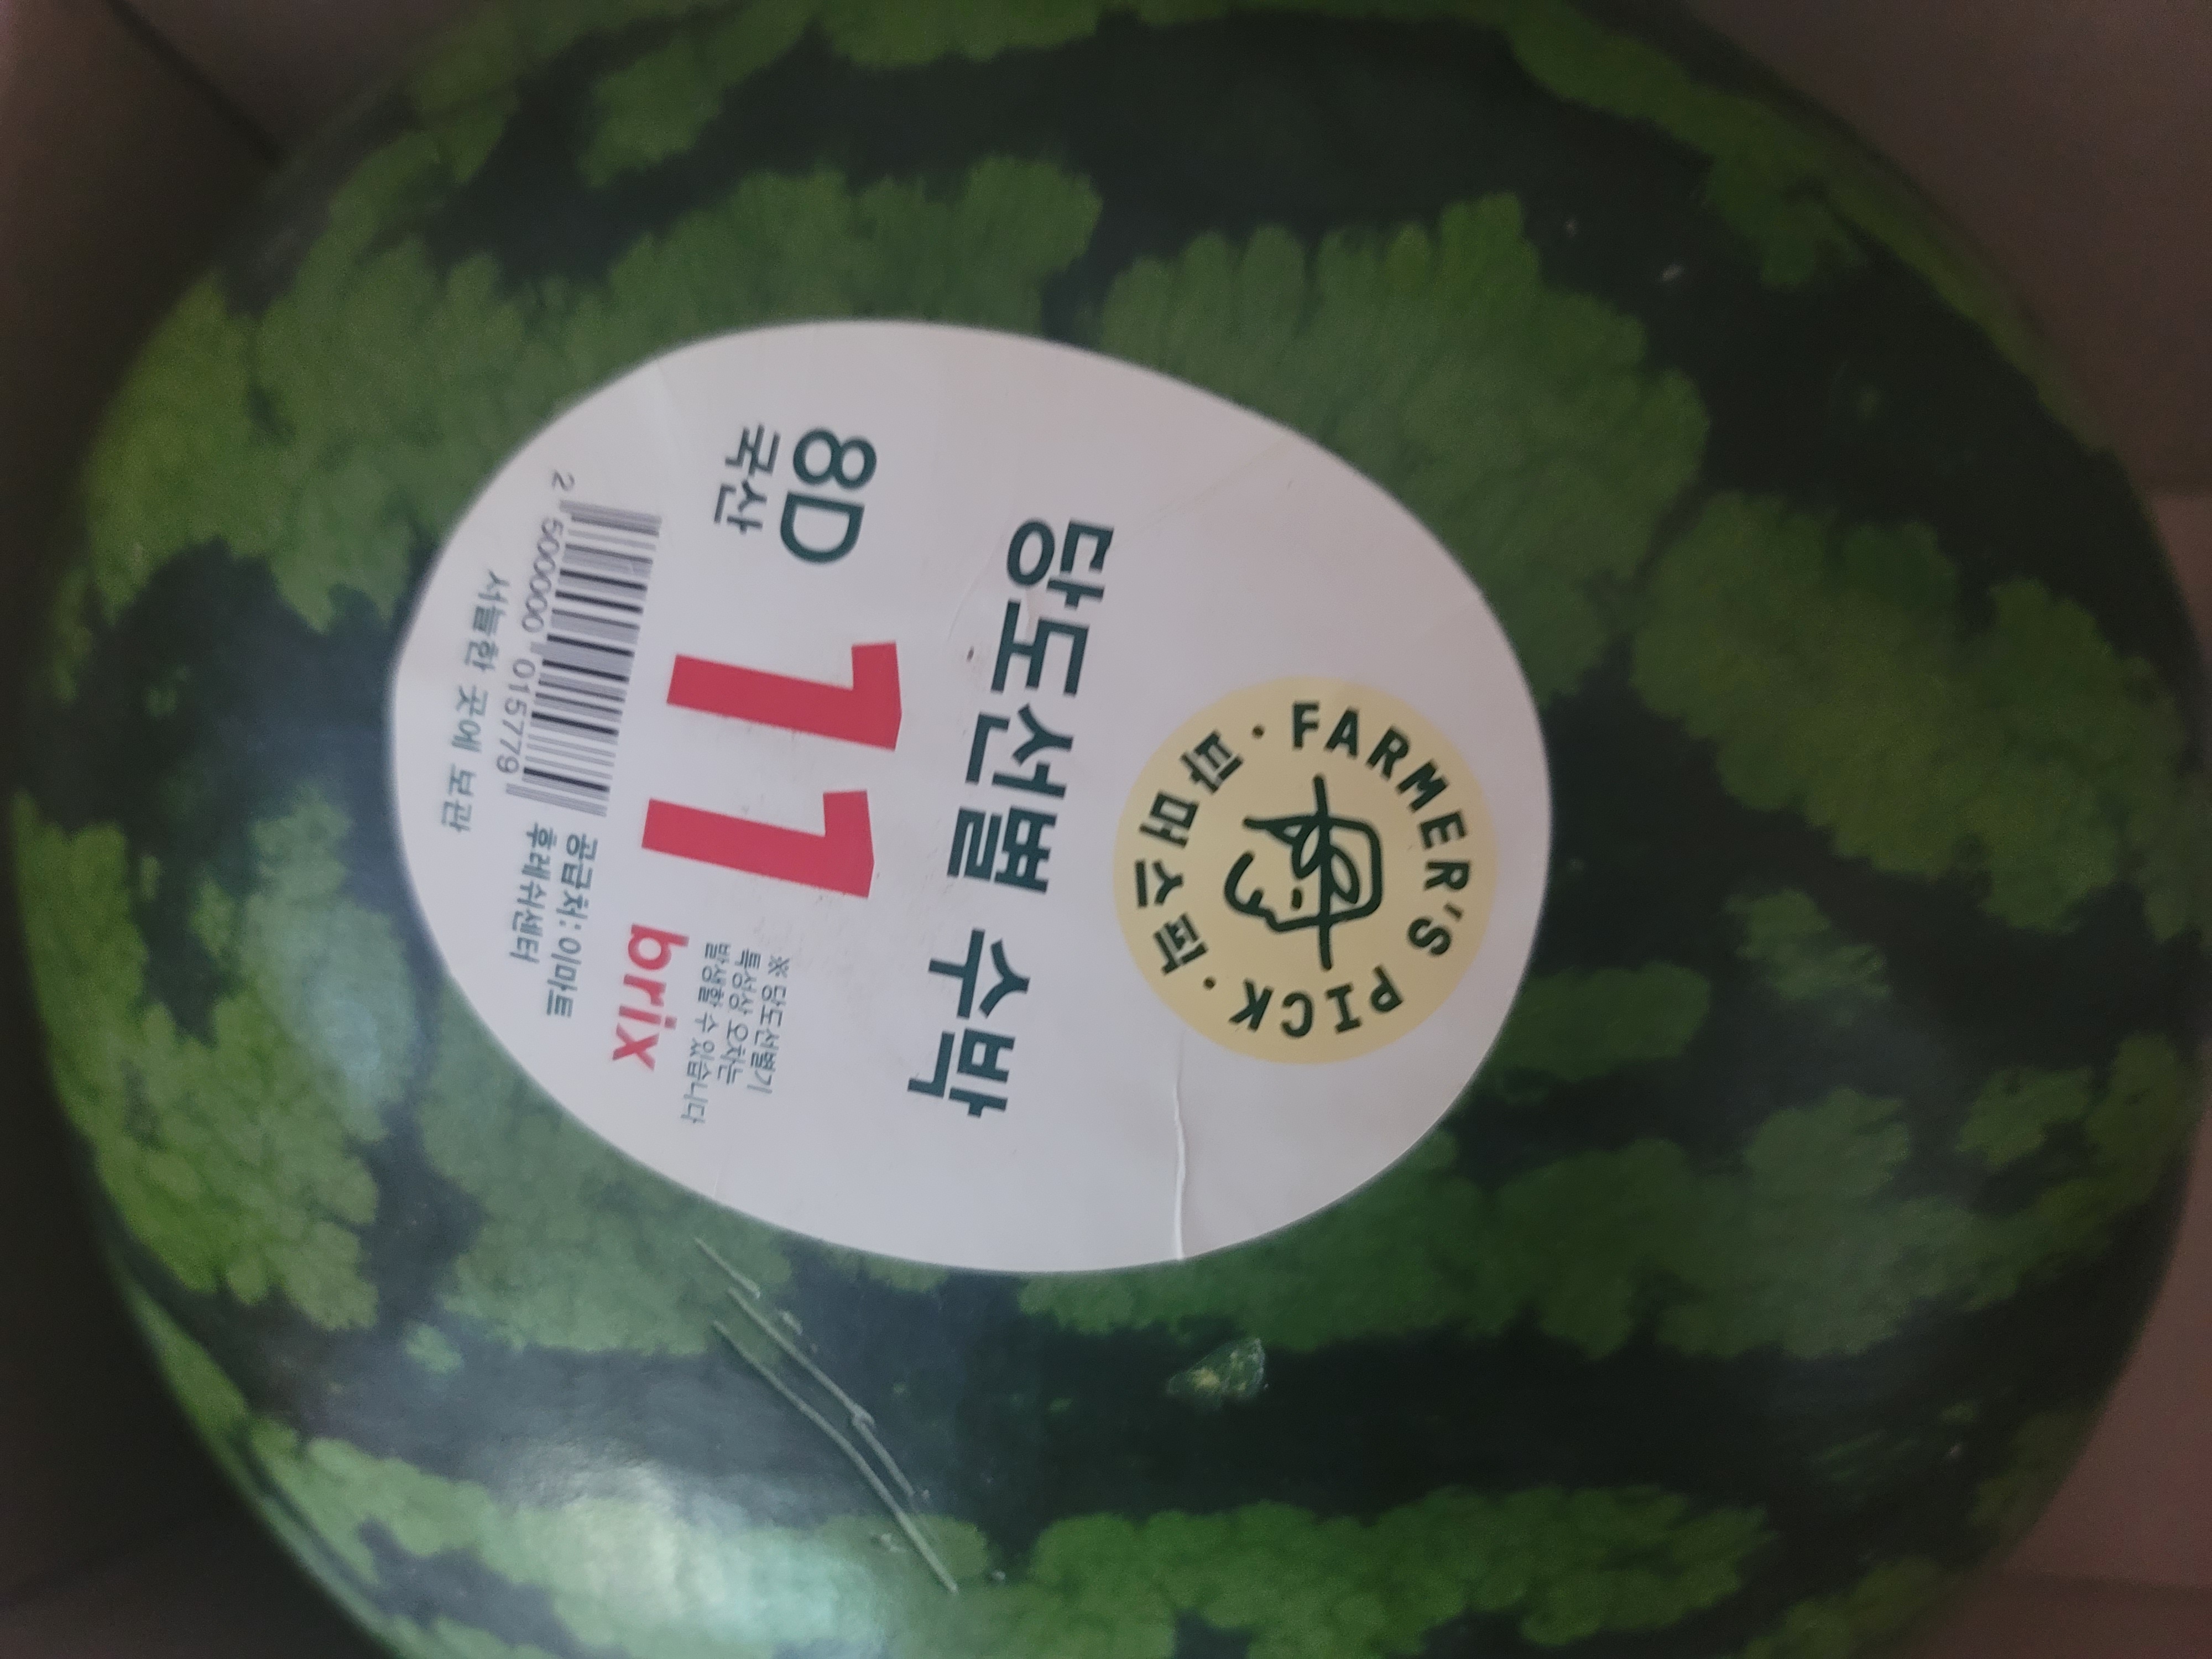 FARMER'S PICK · 파머스픽 ·
당도선별 수박
8D
국산
11 brix
※당도선별기
특성상 오차는
발생할 수 있습니다
2 500000 015779
공급처: 이마트
후레쉬센터
서늘한 곳에 보관